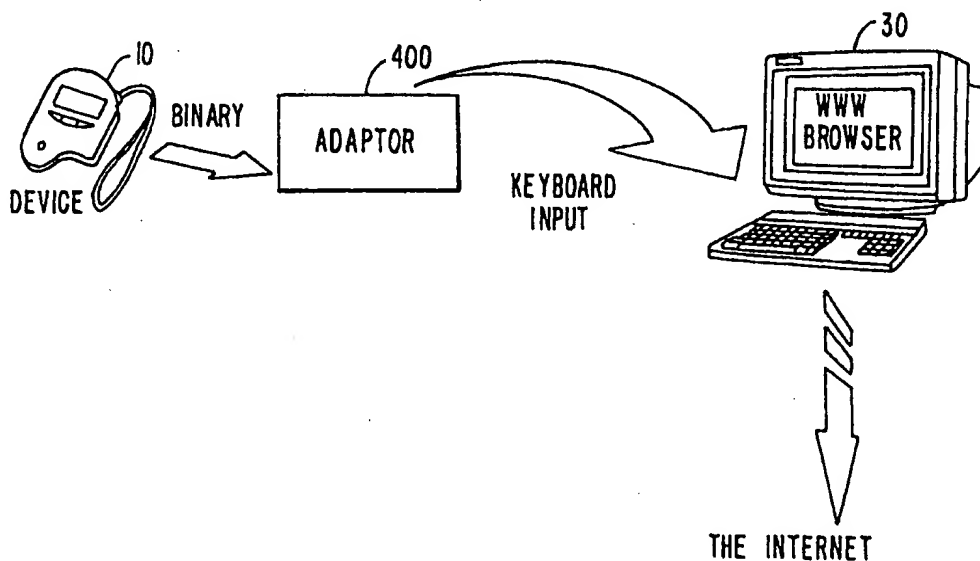 10
400
30
BINARY
ADAPTOR
WWW
BROWSER
DEVICE
KEYBOARD
INPUT
THE INTERNET